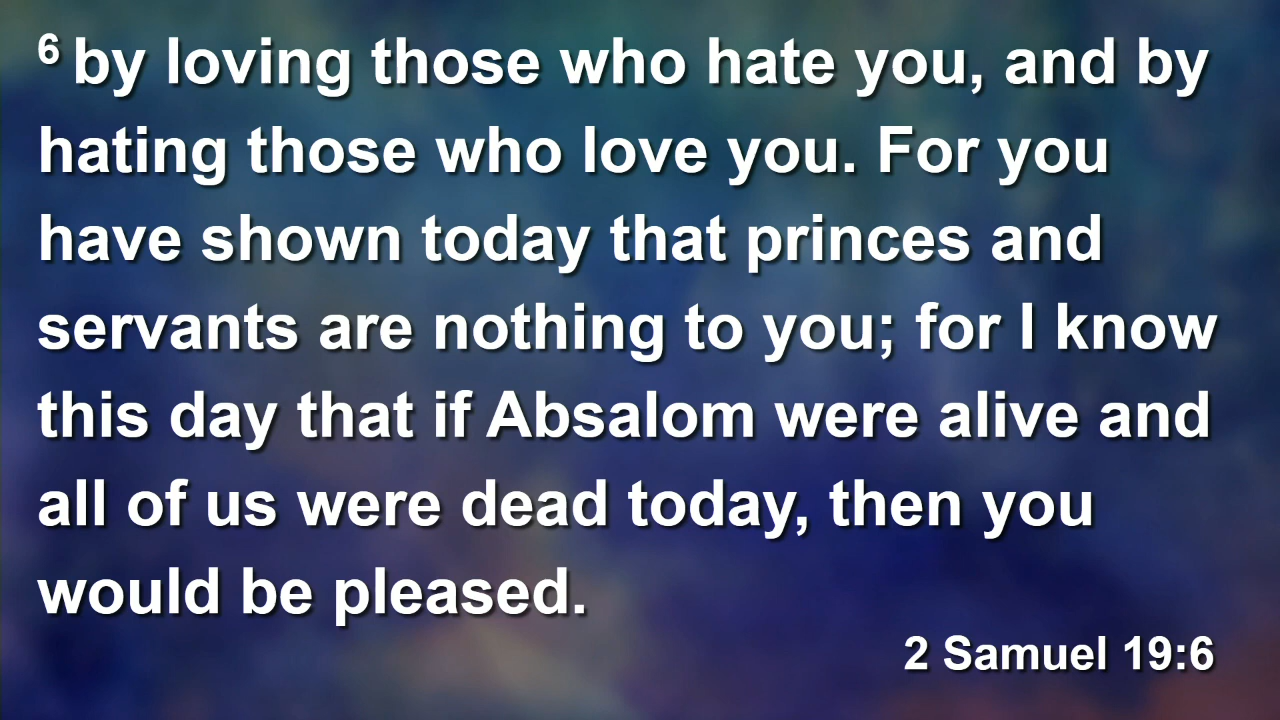 6 by loving those who hate you, and by
hating those who love you. For you
have shown today that princes and
servants are nothing to you; for I know
this day that if Absalom were alive and
all of us were dead today, then you
would be pleased.
2 Samuel 19:6